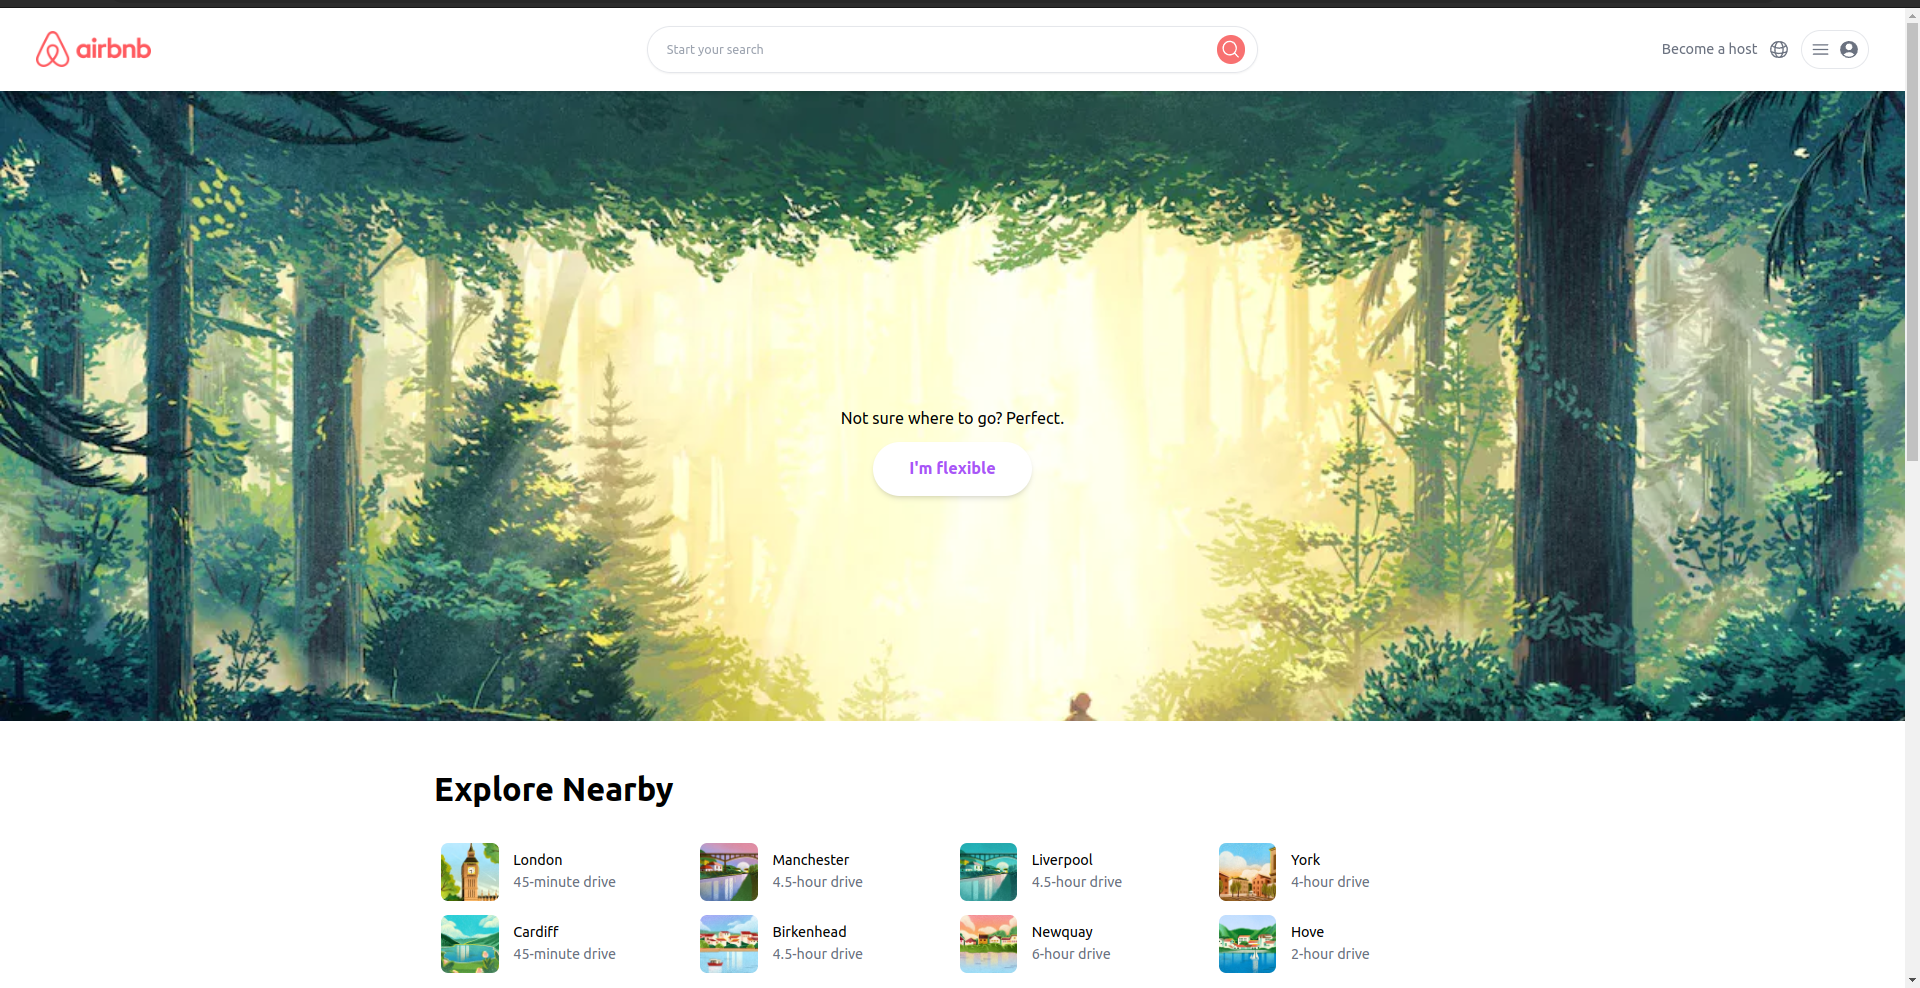 airbnb
Start your search
Become a host
Not sure where to go? Perfect.
I'm flexible
Explore Nearby
London
45-minute drive
Manchester
4.5-hour drive
Liverpool
4.5-hour drive
York
4-hour drive
Cardiff
45-minute drive
Birkenhead
4.5-hour drive
Newquay
6-hour drive
Hove
2-hour drive